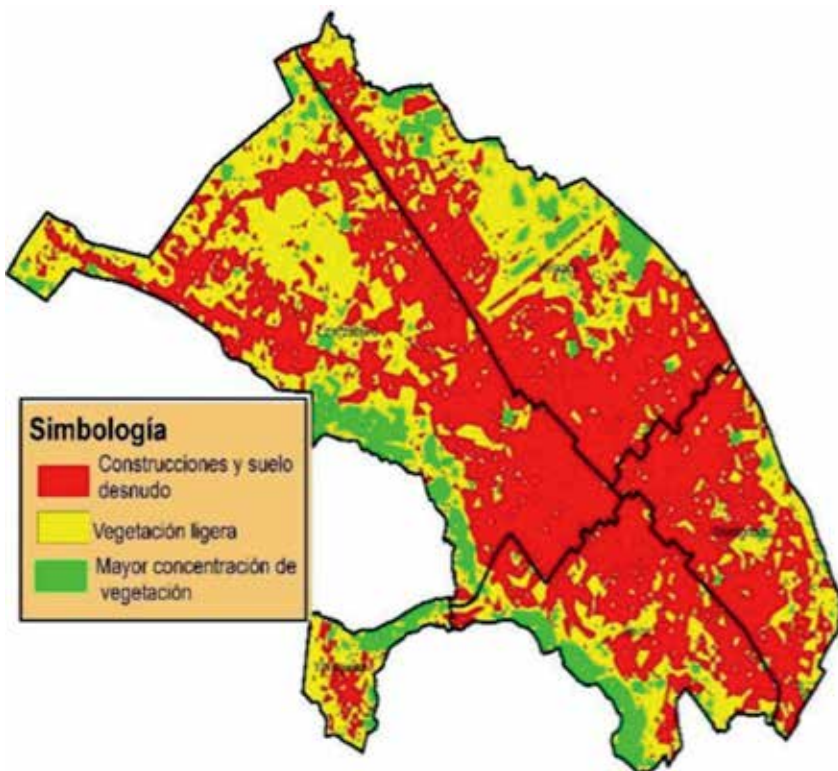 Simbología
Construcciones y suelo
desnudo
Vegetación ligera
Mayor concentración de
vegetación